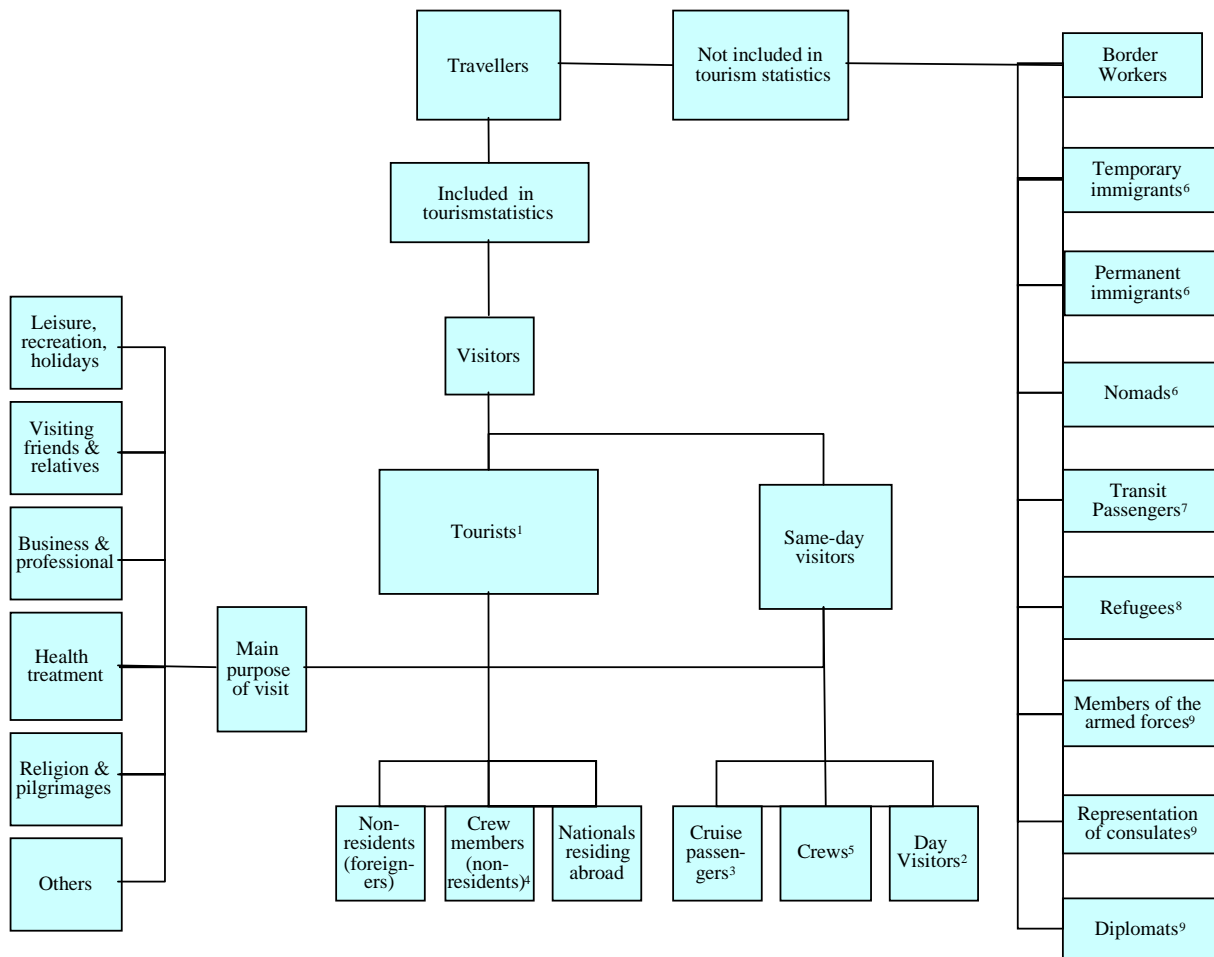 Travellers
Not included in
tourism statistics
Border
Workers
Included  in
tourismstatistics
Temporary
immigrants⁶
Permanent
immigrants⁶
Visitors
Leisure,
recreation,
holidays
Visiting
friends &
relatives
Business &
professional
Health
treatment
Religion &
pilgrimages
Others
Main
purpose
of visit
Tourists¹
Same-day
visitors
Nomads⁶
Transit
Passengers⁷
Refugees⁸
Members of the
armed forces⁹
Representation
of consulates⁹
Diplomats⁹
Non-
residents
(foreign-
ers)
Crew
members
(non-
residents)⁴
Nationals
residing
abroad
Cruise
passen-
gers³
Crews⁵
Day
Visitors²